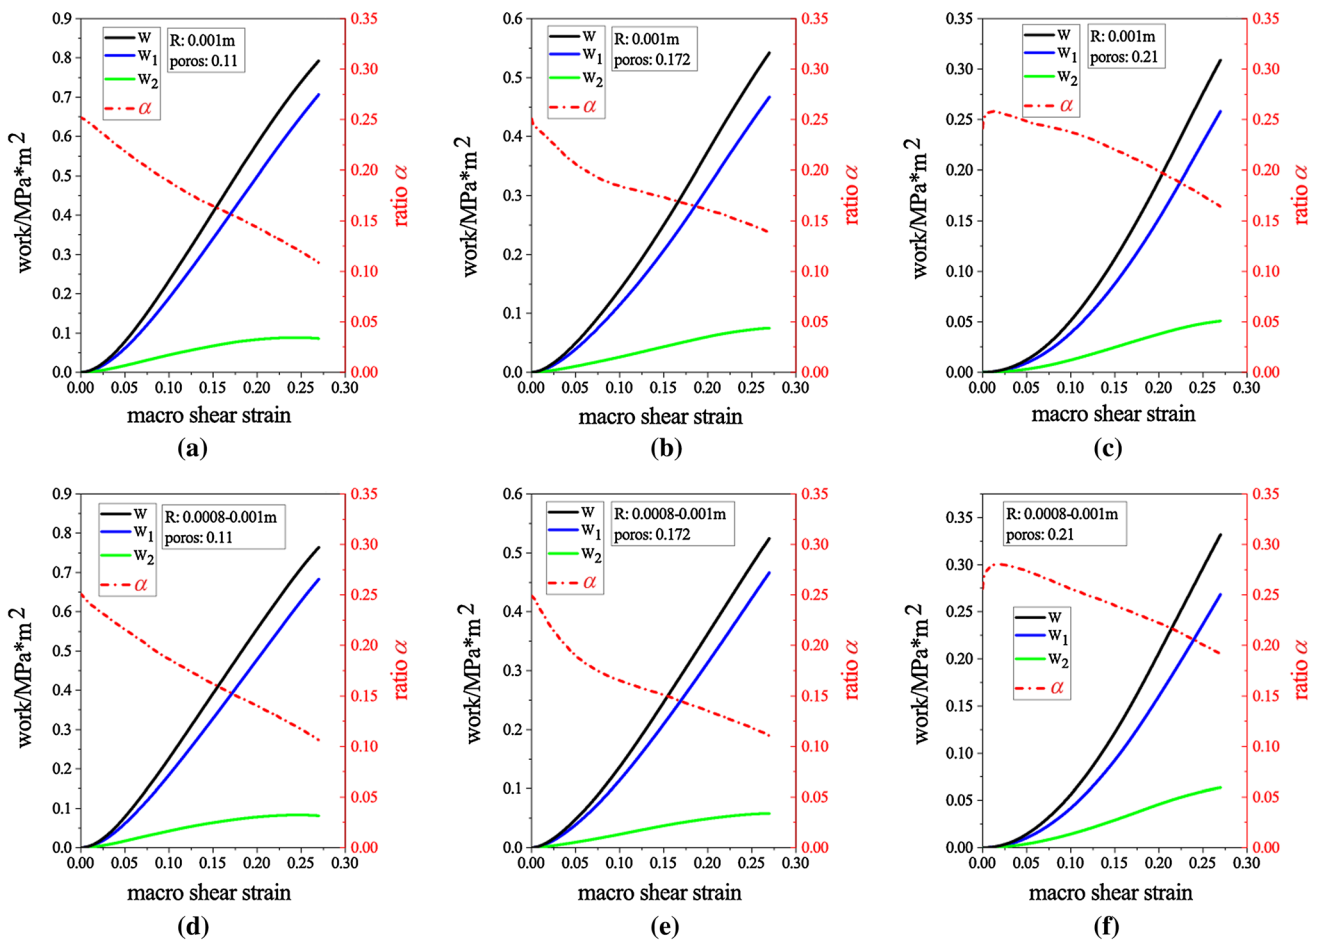 0.9
0.8
0.7
0.6
0.5
0.4
0.3
0.2
0.1
0.0
work/MPa*m2
W
W1
W2
α
R: 0.001m
poros: 0.11
0.35
0.30
0.25
0.20
0.15
0.10
0.05
0.00
ratio α
0.00 0.05 0.10 0.15 0.20 0.25 0.30
macro shear strain
(a)
0.6
0.5
0.4
0.3
0.2
0.1
0.0
work/MPa*m2
W
W1
W2
α
R: 0.001m
poros: 0.172
0.35
0.30
0.25
0.20
0.15
0.10
0.05
0.00
ratio α
0.00 0.05 0.10 0.15 0.20 0.25 0.30
macro shear strain
(b)
0.35
0.30
0.25
0.20
0.15
0.10
0.05
0.00
work/MPa*m2
W
W1
W2
α
R: 0.001m
poros: 0.21
0.35
0.30
0.25
0.20
0.15
0.10
0.05
0.00
ratio α
0.00 0.05 0.10 0.15 0.20 0.25 0.30
macro shear strain
(c)
0.9
0.8
0.7
0.6
0.5
0.4
0.3
0.2
0.1
0.0
work/MPa*m2
W
W1
W2
α
R: 0.0008-0.001m
poros: 0.11
0.35
0.30
0.25
0.20
0.15
0.10
0.05
0.00
ratio α
0.00 0.05 0.10 0.15 0.20 0.25 0.30
macro shear strain
(d)
0.6
0.5
0.4
0.3
0.2
0.1
0.0
work/MPa*m2
W
W1
W2
α
R: 0.0008-0.001m
poros: 0.172
0.35
0.30
0.25
0.20
0.15
0.10
0.05
0.00
ratio α
0.00 0.05 0.10 0.15 0.20 0.25 0.30
macro shear strain
(e)
0.35
0.30
0.25
0.20
0.15
0.10
0.05
0.00
work/MPa*m2
R: 0.0008-0.001m
poros: 0.21
W
W1
W2
α
0.35
0.30
0.25
0.20
0.15
0.10
0.05
0.00
ratio α
0.00 0.05 0.10 0.15 0.20 0.25 0.30
macro shear strain
(f)